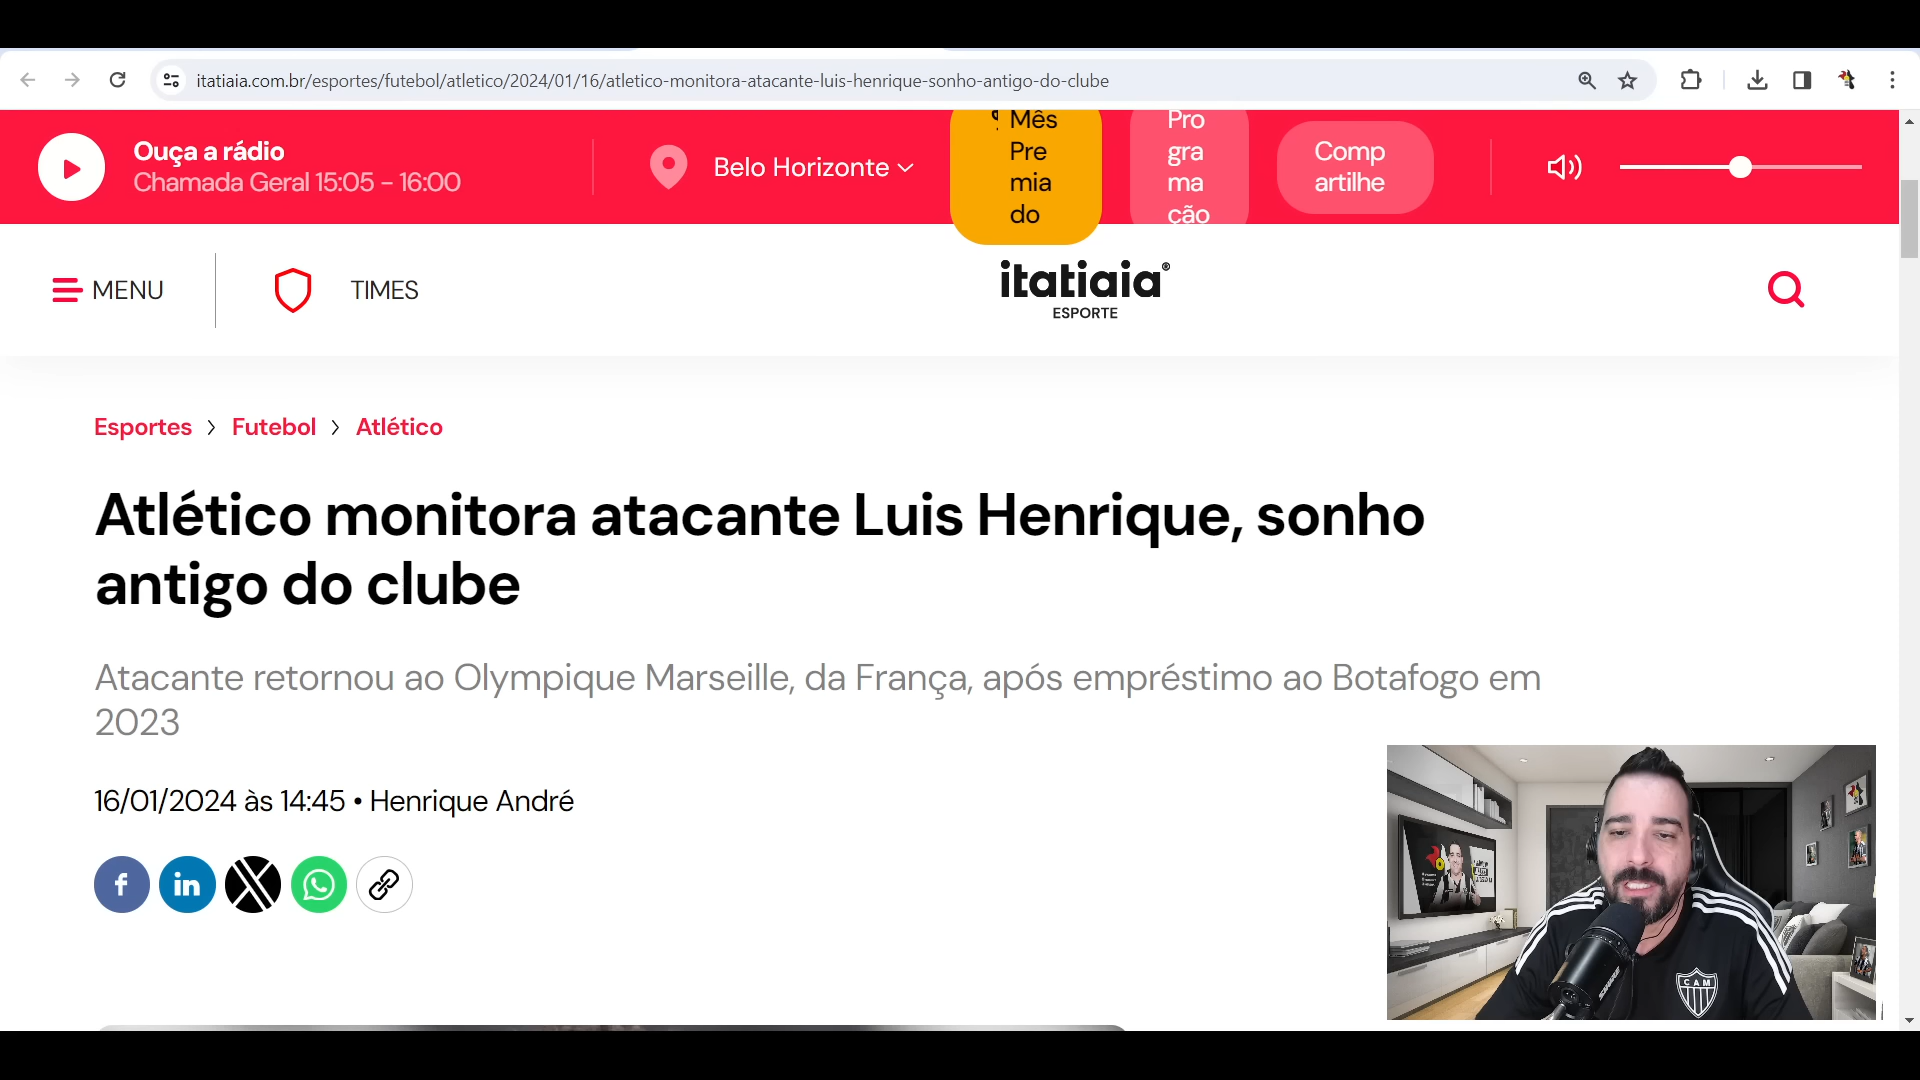 itatiaia.com.br/esportes/futebol/atletico/2024/01/16/atletico-monitora-atacante-luis-henrique-sonho-antigo-do-clube
Ouça a rádio
Chamada Geral 15:05 - 16:00
Belo Horizonte
Mês
Pre
mia
do
Pro
gra
ma
ção
Comp
artilhe
MENU
TIMES
itatiaia®
ESPORTE
Esportes > Futebol > Atlético
Atlético monitora atacante Luis Henrique, sonho
antigo do clube
Atacante retornou ao Olympique Marseille, da França, após empréstimo ao Botafogo em
2023
16/01/2024 às 14:45 • Henrique André
f
in
X
CAM